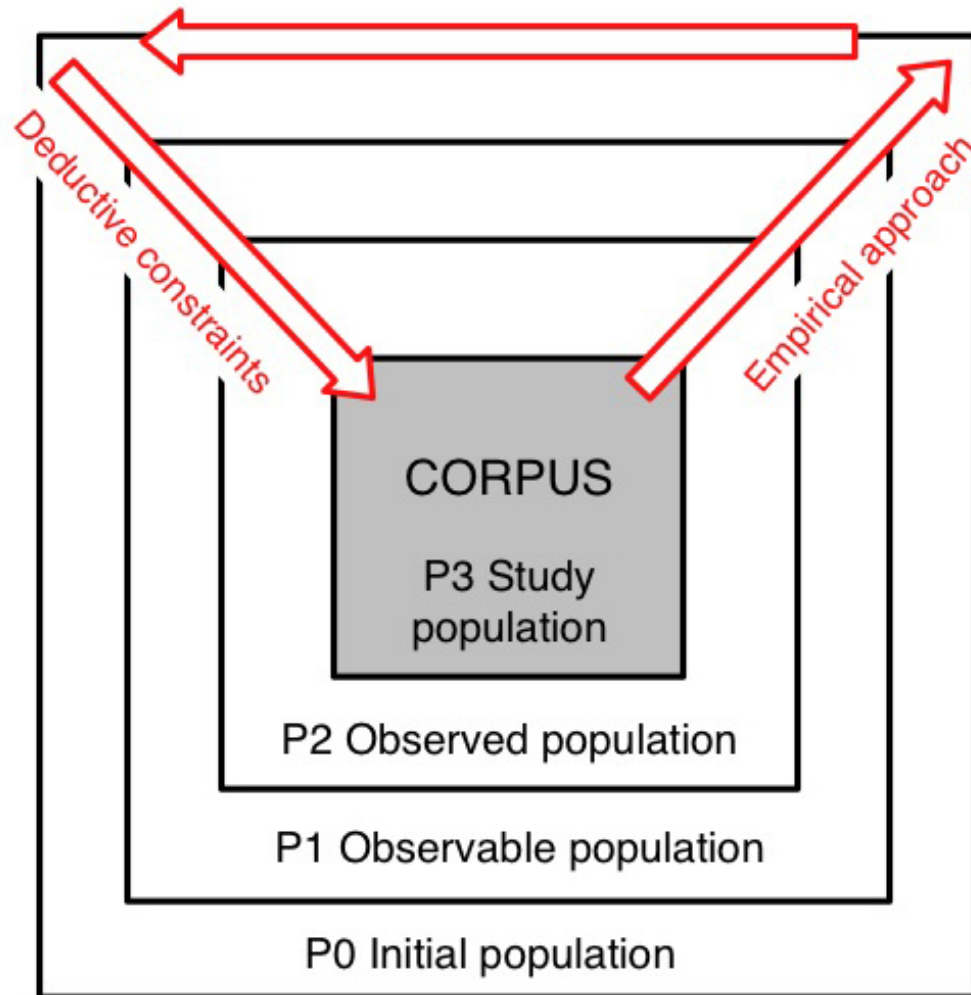 Deductive constraints
Empirical approach
CORPUS
P3 Study
population
P2 Observed population
P1 Observable population
P0 Initial population